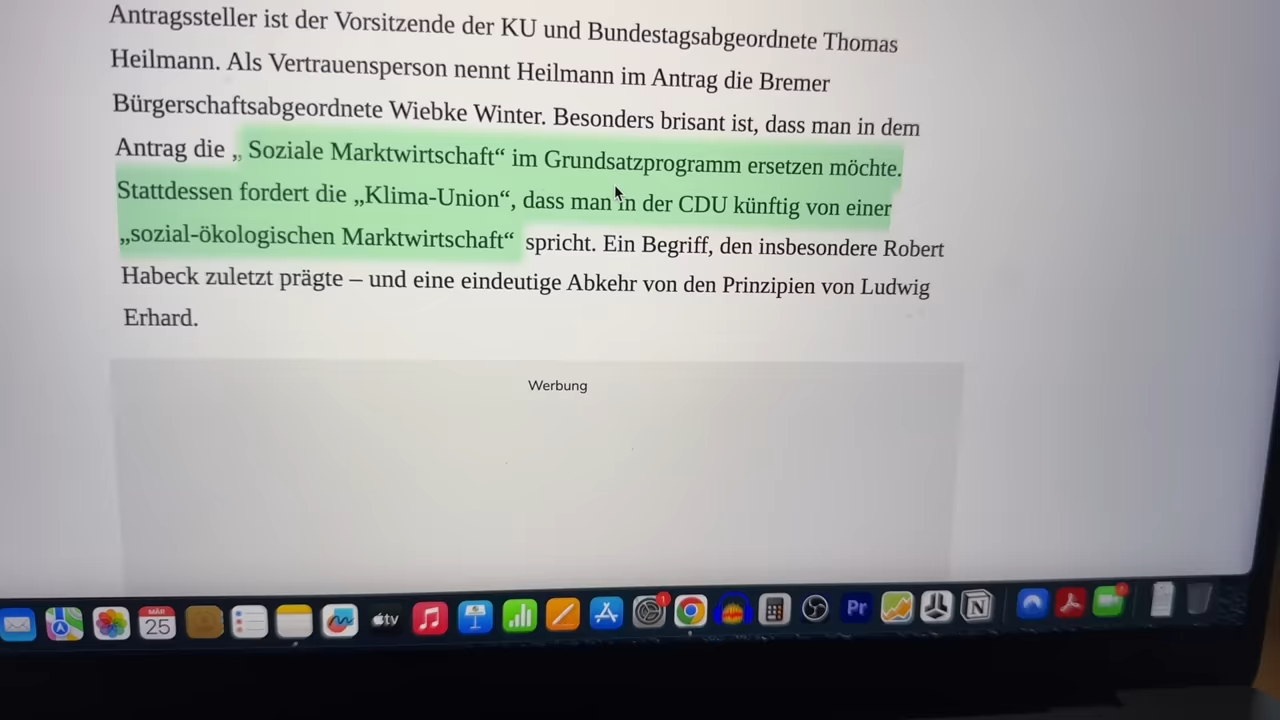 Antragssteller ist der Vorsitzende der KU und Bundestagsabgeordnete Thomas
Heilmann. Als Vertrauensperson nennt Heilmann im Antrag die Bremer
Bürgerschaftsabgeordnete Wiebke Winter. Besonders brisant ist, dass man in dem
Antrag die „ Soziale Marktwirtschaft“ im Grundsatzprogramm ersetzen möchte.
Stattdessen fordert die „Klima-Union“, dass man in der CDU künftig von einer
„sozial-ökologischen Marktwirtschaft“ spricht. Ein Begriff, den insbesondere Robert
Habeck zuletzt prägte – und eine eindeutige Abkehr von den Prinzipien von Ludwig
Erhard.
Werbung
MÄR
25
tv
1
Pr
N